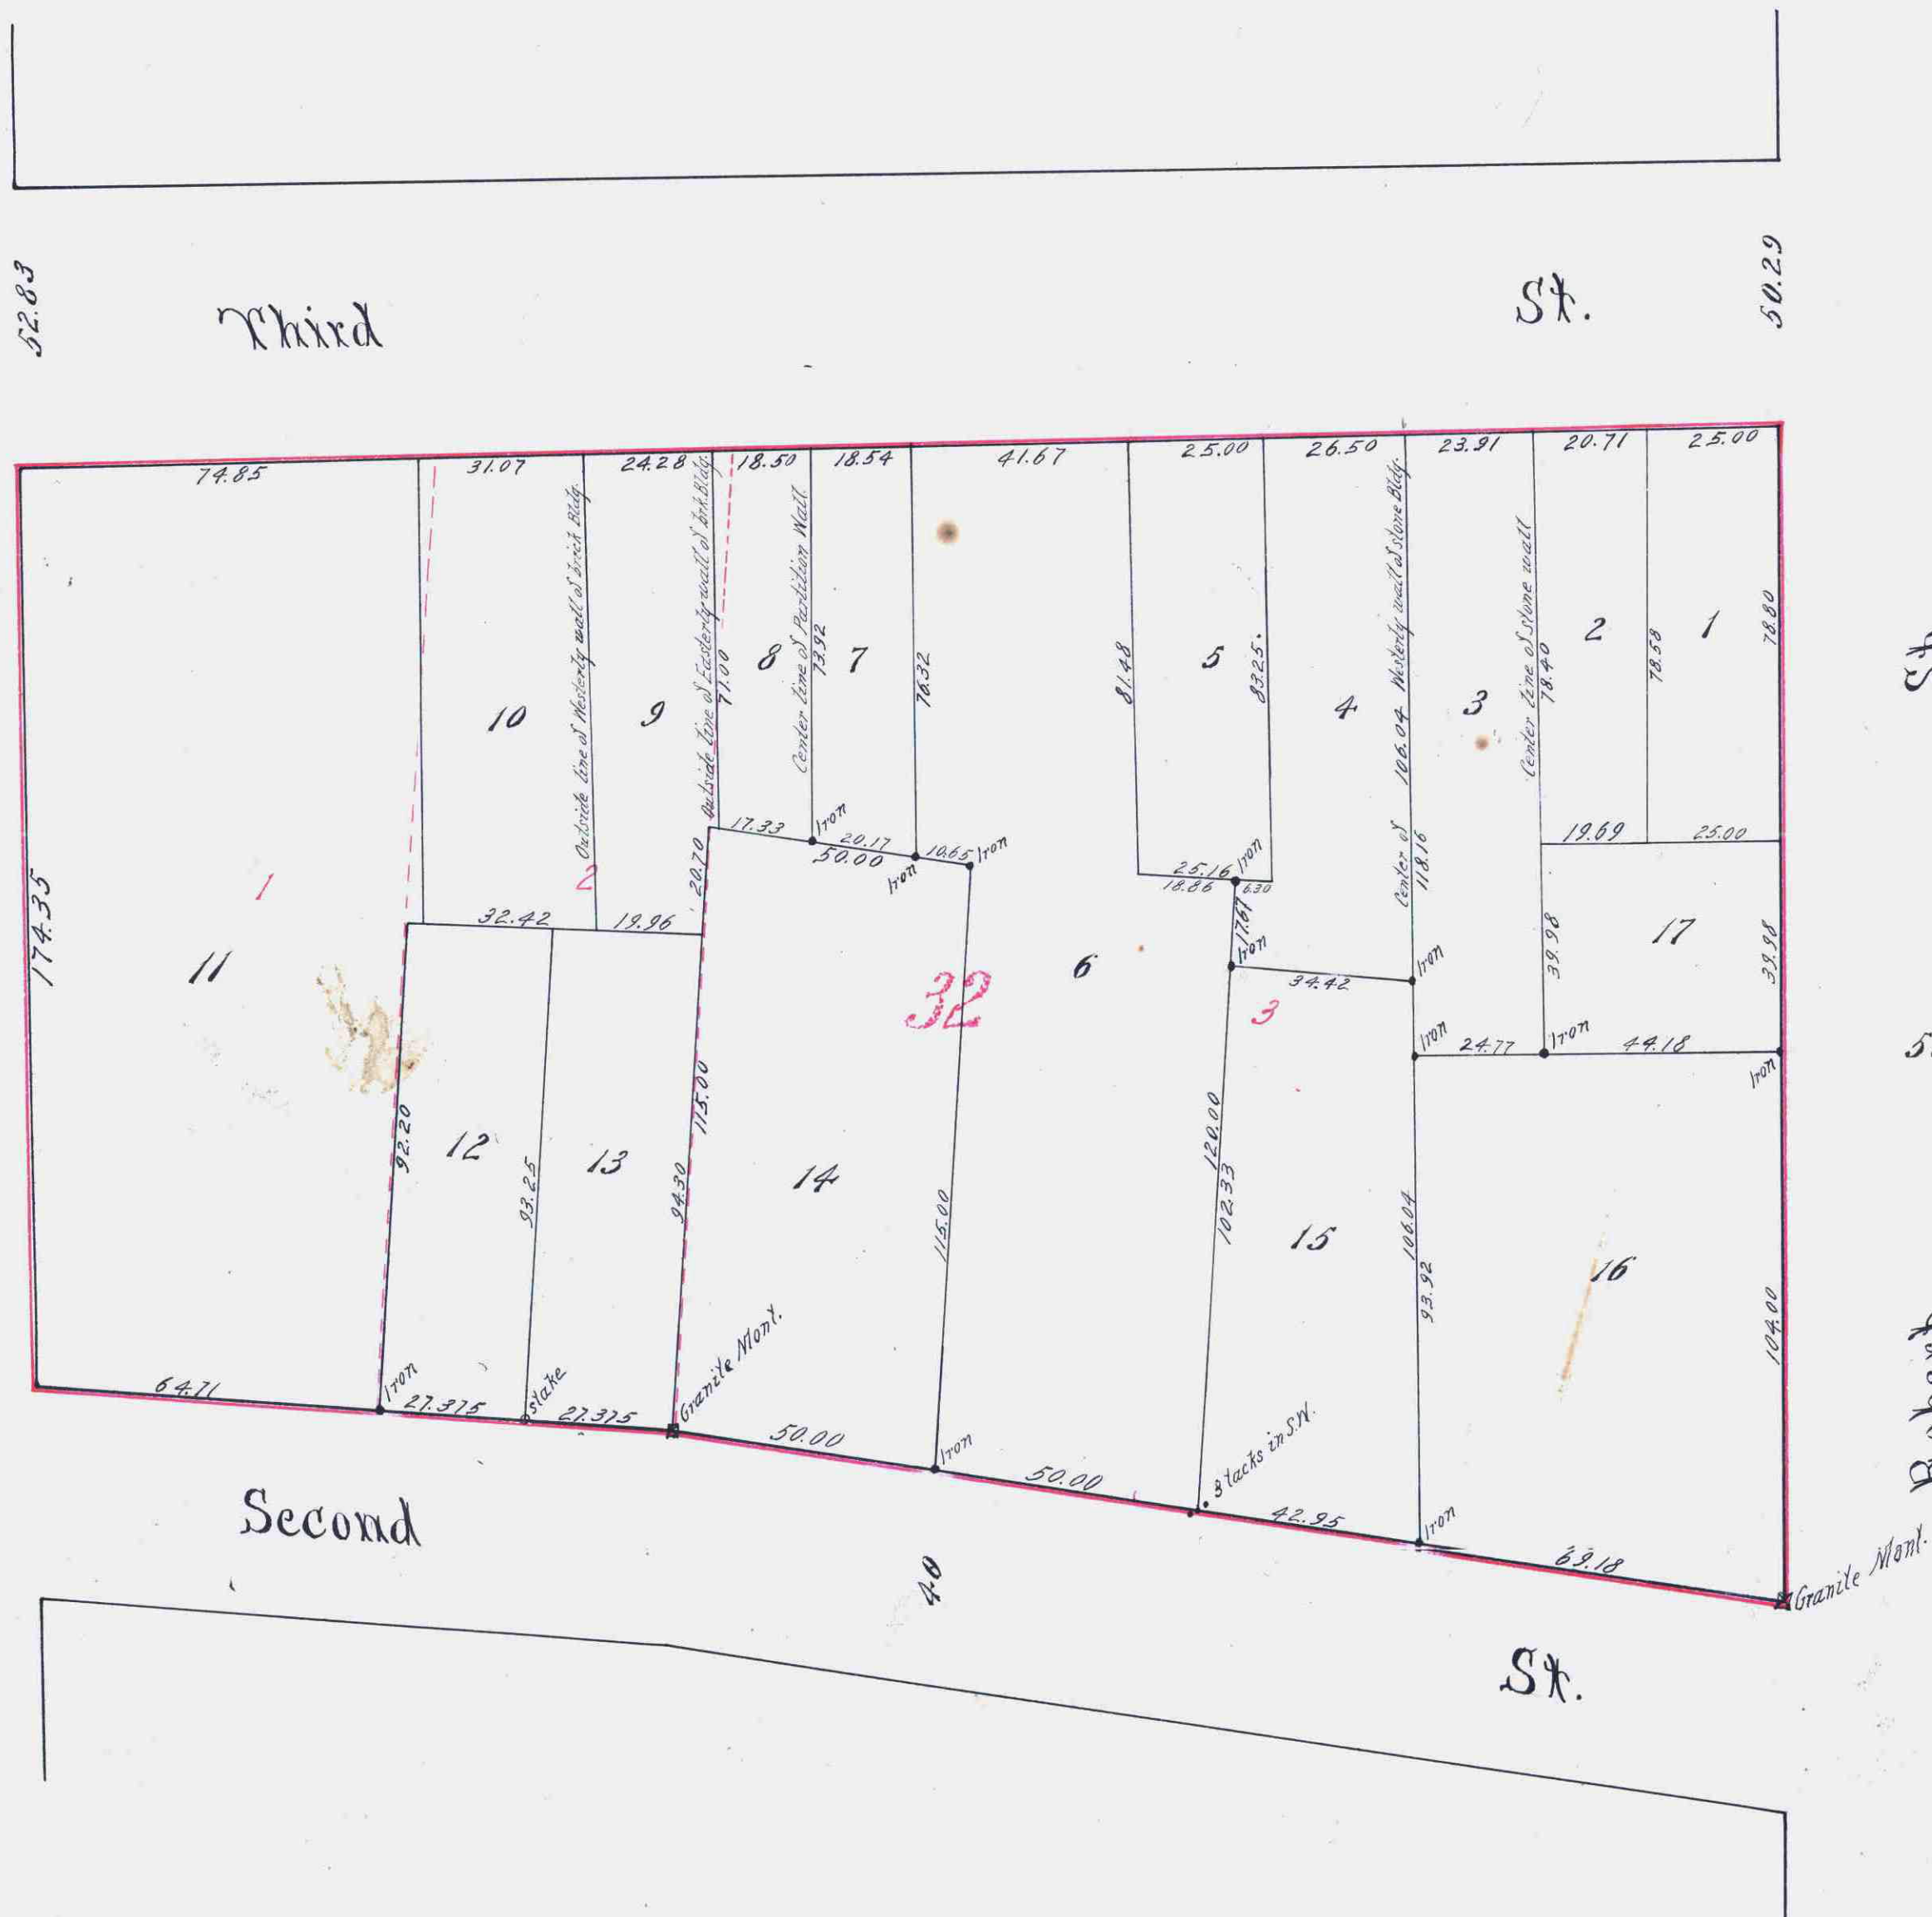 52.83
Third
St.
50.29
74.85
31.07
24.28
18.50
18.54
41.67
25.00
26.50
23.91
20.71
25.00
Outside line of Westerly wall of brick Bldg.
Outside line of Easterly wall of brk. Bldg.
71.00
Center line of Partition Wall
73.92
76.32
81.48
83.25
Center of
106.04 Westerly wall of stone Bldg.
118.16
Center line of stone wall
78.40
78.58
78.80
St.
10
9
8
7
5
4
3
2
1
17.33
Iron
20.17
50.00
Iron
10.65
Iron
25.16
Iron
18.86
6.30
17.67
Iron
34.42
Iron
19.69
25.00
20.70
32.42
19.96
1
2
32
3
174.35
11
6
17
39.98
39.98
Iron
24.77
Iron
44.18
Iron
92.20
12
93.25
13
115.00
94.30
14
115.00
120.00
102.33
15
106.04
93.92
16
104.00
64.71
Iron
27.375
stake
27.375
Granite Mont.
50.00
Iron
50.00
3 tacks in S.W.
42.95
Iron
69.18
Granite Mont.
Second
40
St.